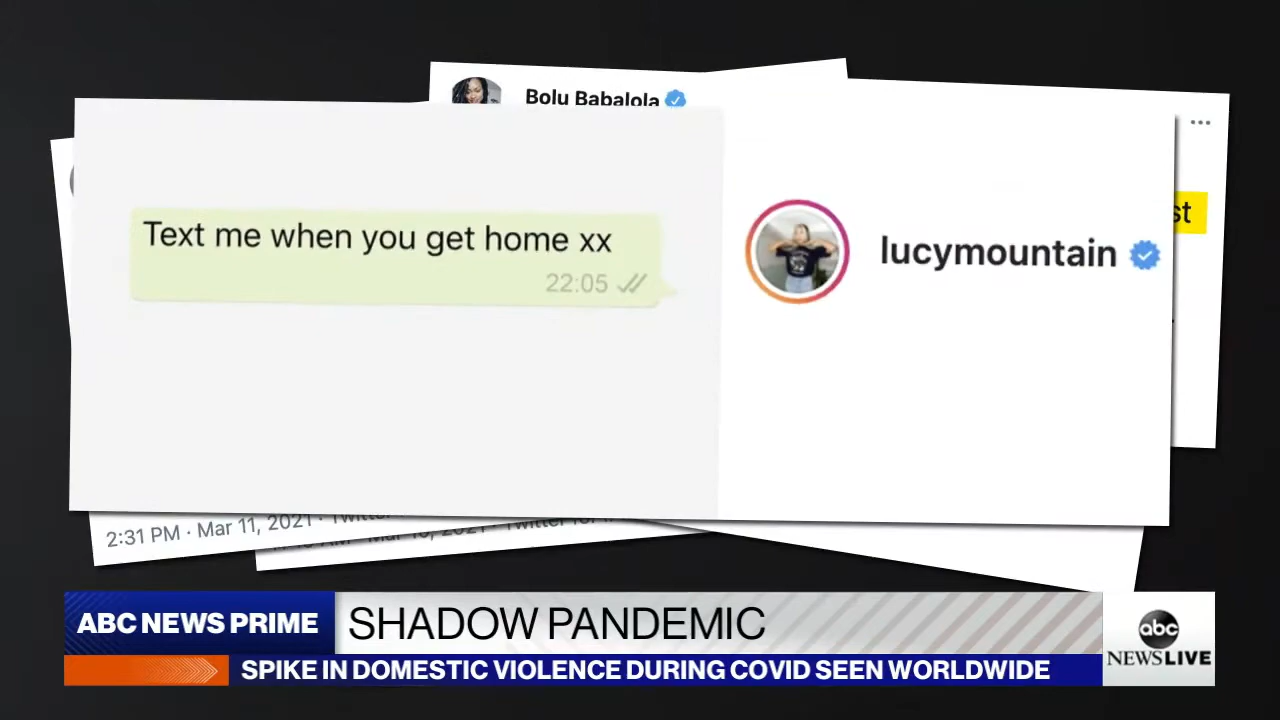 Bolu Babalola
Text me when you get home xx
22:05
lucymountain
st
2:31 PM · Mar 11, 2021 ·
ABC NEWS PRIME
SHADOW PANDEMIC
SPIKE IN DOMESTIC VIOLENCE DURING COVID SEEN WORLDWIDE
abc
NEWSLIVE